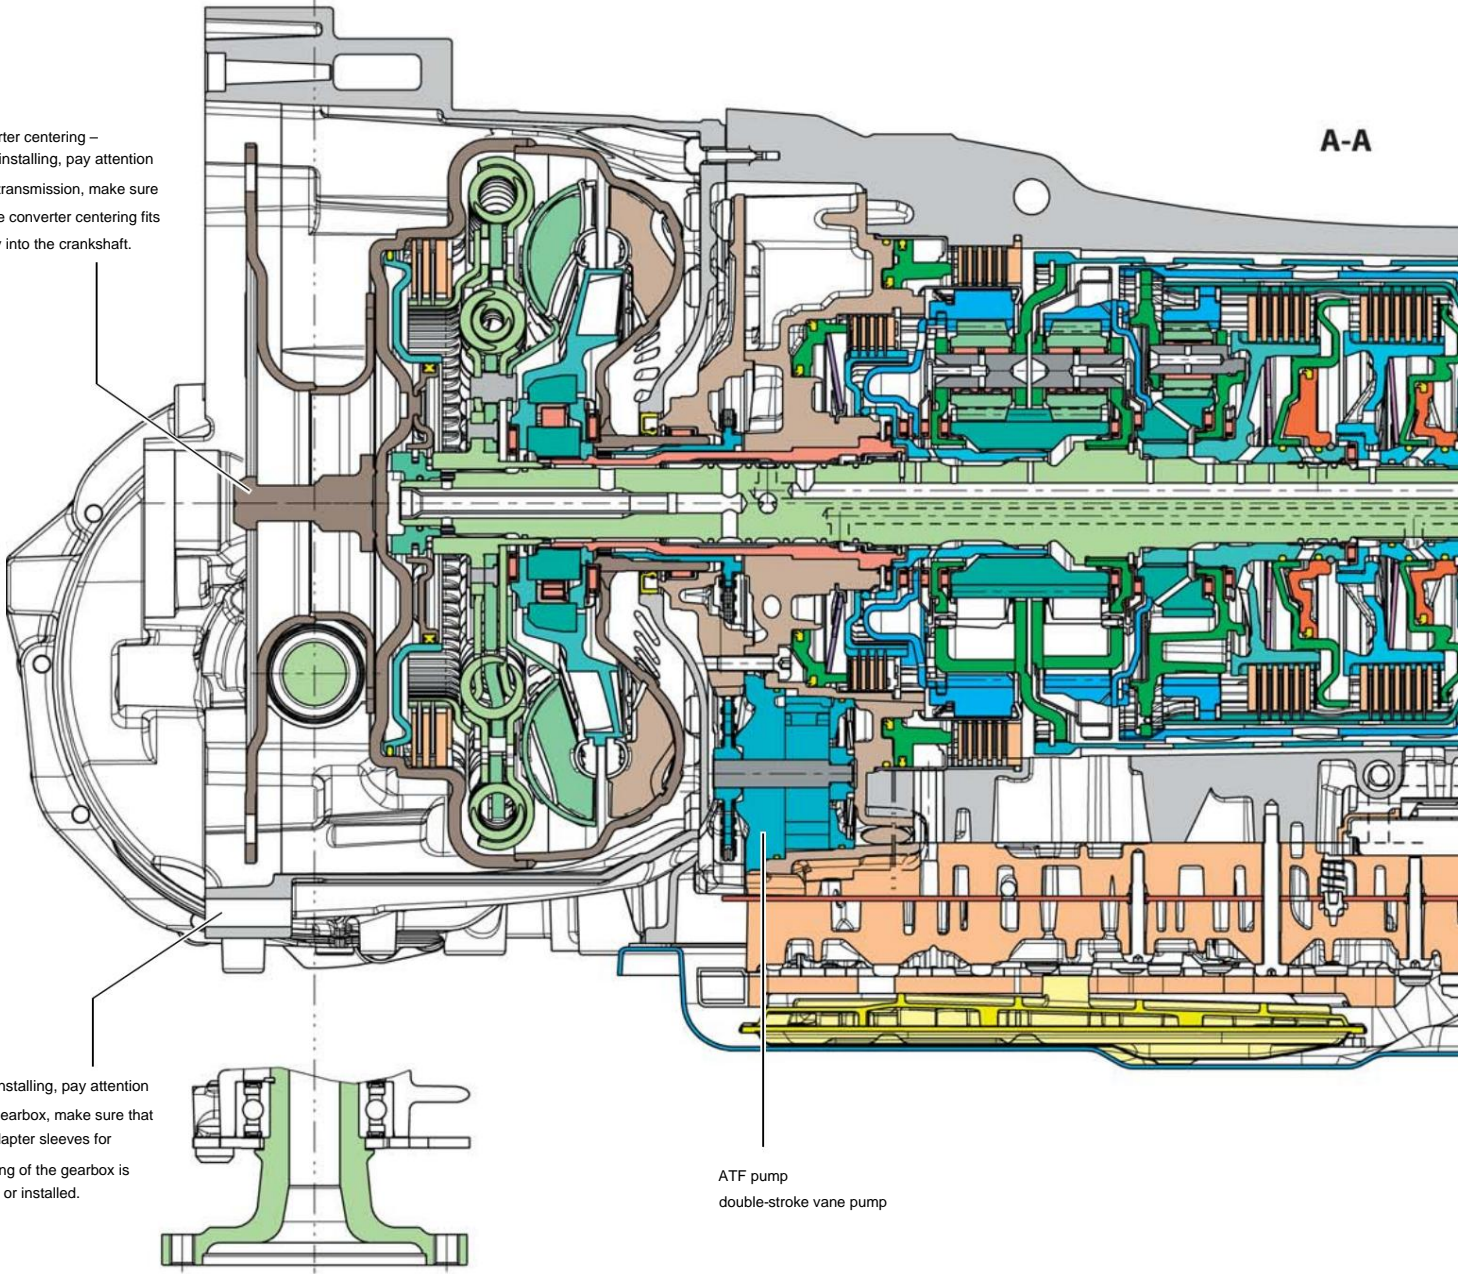 rter centering –
installing, pay attention
transmission, make sure
e converter centering fits
into the crankshaft.
A-A
nstalling, pay attention
earbox, make sure that
lapter sleeves for
ng of the gearbox is
or installed.
ATF pump
double-stroke vane pump